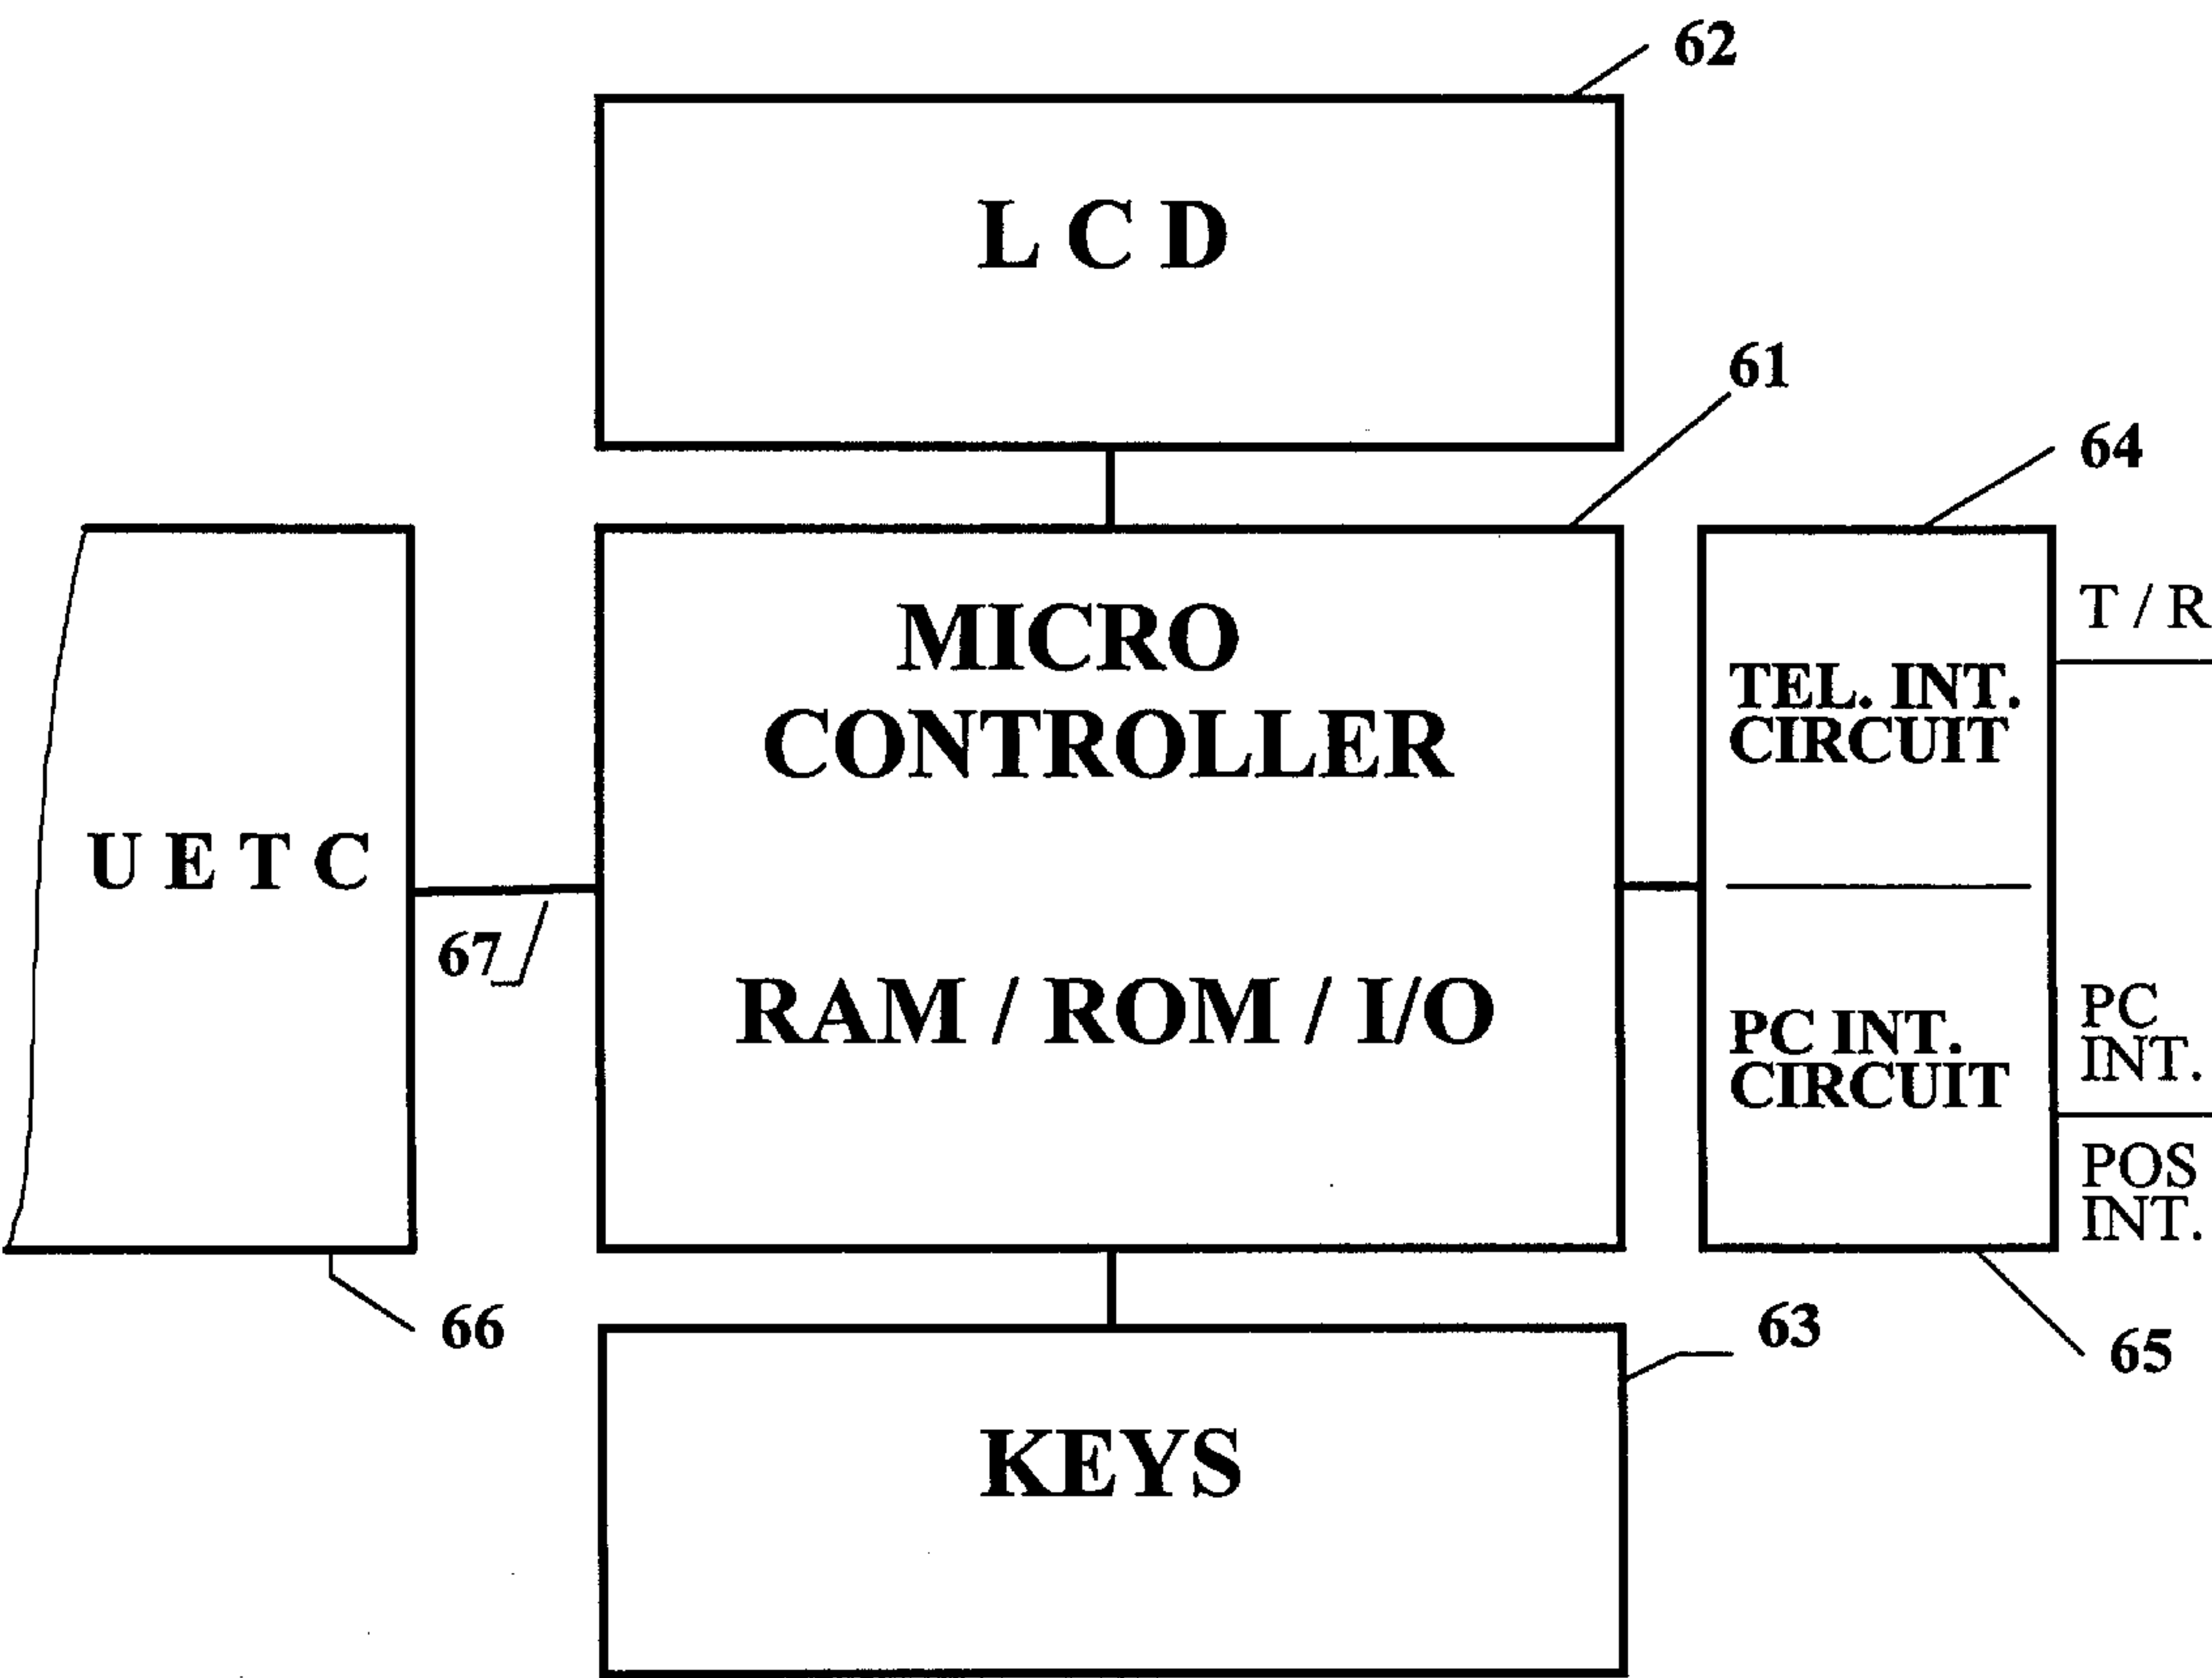 62
L C D
61
64
MICRO
CONTROLLER
RAM / ROM / I/O
U E T C
67
TEL. INT.
CIRCUIT
PC INT.
CIRCUIT
T / R
PC
INT.
POS
INT.
66
63
65
KEYS